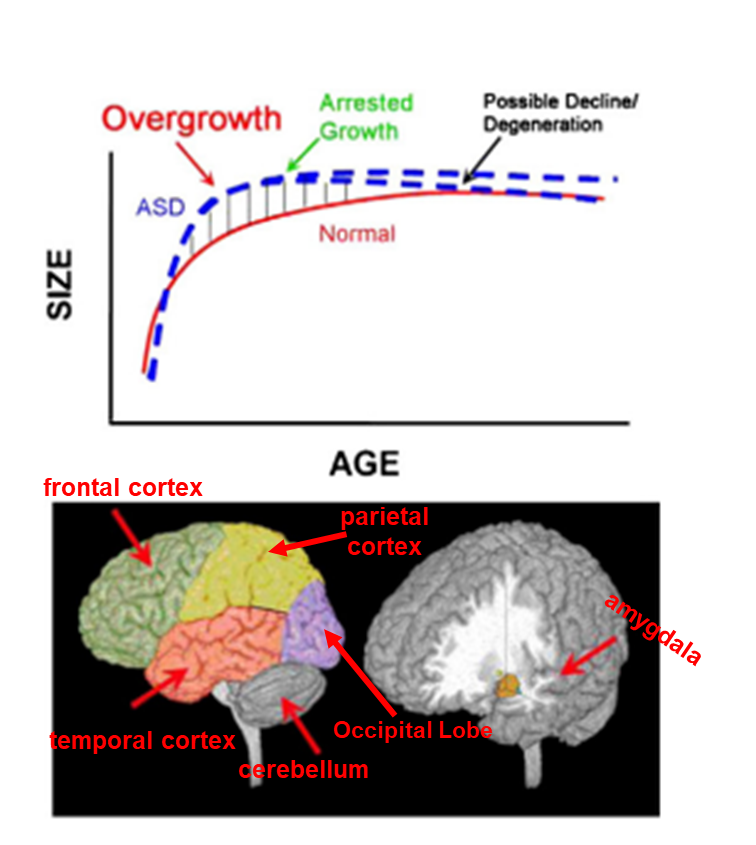 Overgrowth
Arrested
Growth
Possible Decline/
Degeneration
ASD
Normal
SIZE
AGE
frontal cortex
parietal
cortex
amygdala
temporal cortex
Occipital Lobe
cerebellum